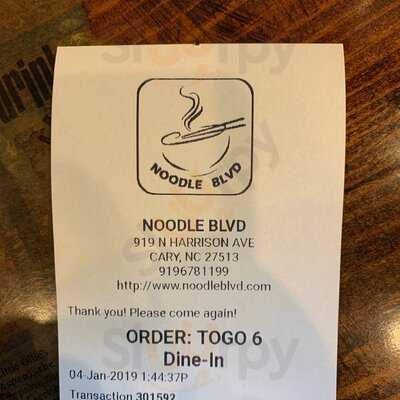 NOODLE BLVD
NOODLE BLVD
919 N HARRISON AVE
CARY, NC 27513
9196781199
http://www.noodleblvd.com
Thank you! Please come again!
ORDER: TOGO 6
Dine-In
04-Jan-2019 1:44:37P
Transaction 301592